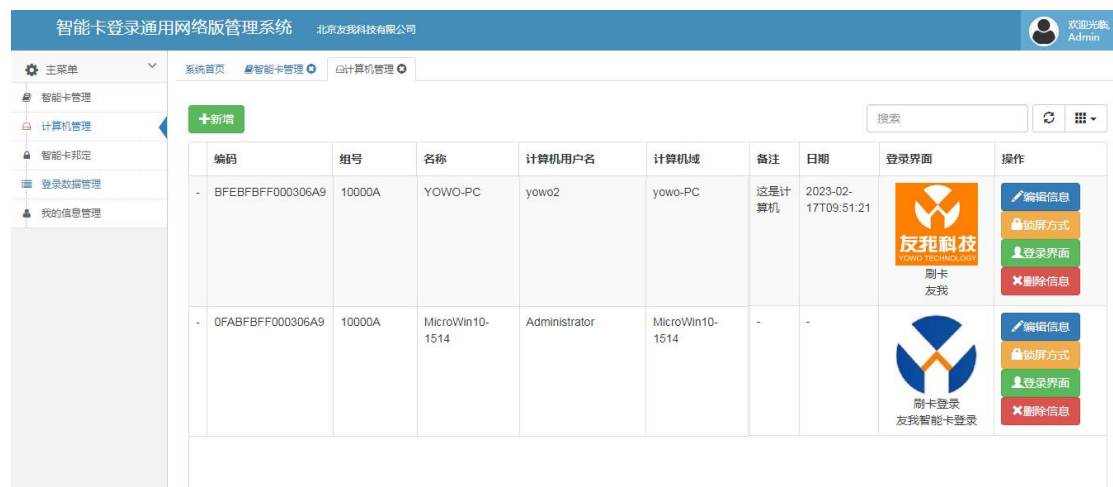 智能卡登录通用网络版管理系统 北京友我科技有限公司
欢迎光临,
Admin
主菜单
系统首页 智能卡管理 计算机管理
智能卡管理
计算机管理
智能卡邦定
登录数据管理
我的信息管理
新增
搜索
编码 组号 名称 计算机用户名 计算机域 备注 日期 登录界面 操作
- BFEBFBFF000306A9 10000A YOWO-PC yowo2 yowo-PC 这是计算机 2023-02-17T09:51:21
友我科技
YOWO TECHNOLOGY
刷卡
友我
编辑信息
锁屏方式
登录界面
删除信息
- 0FABFBFF000306A9 10000A MicroWin10-1514 Administrator MicroWin10-1514 - -
刷卡登录
友我智能卡登录
编辑信息
锁屏方式
登录界面
删除信息